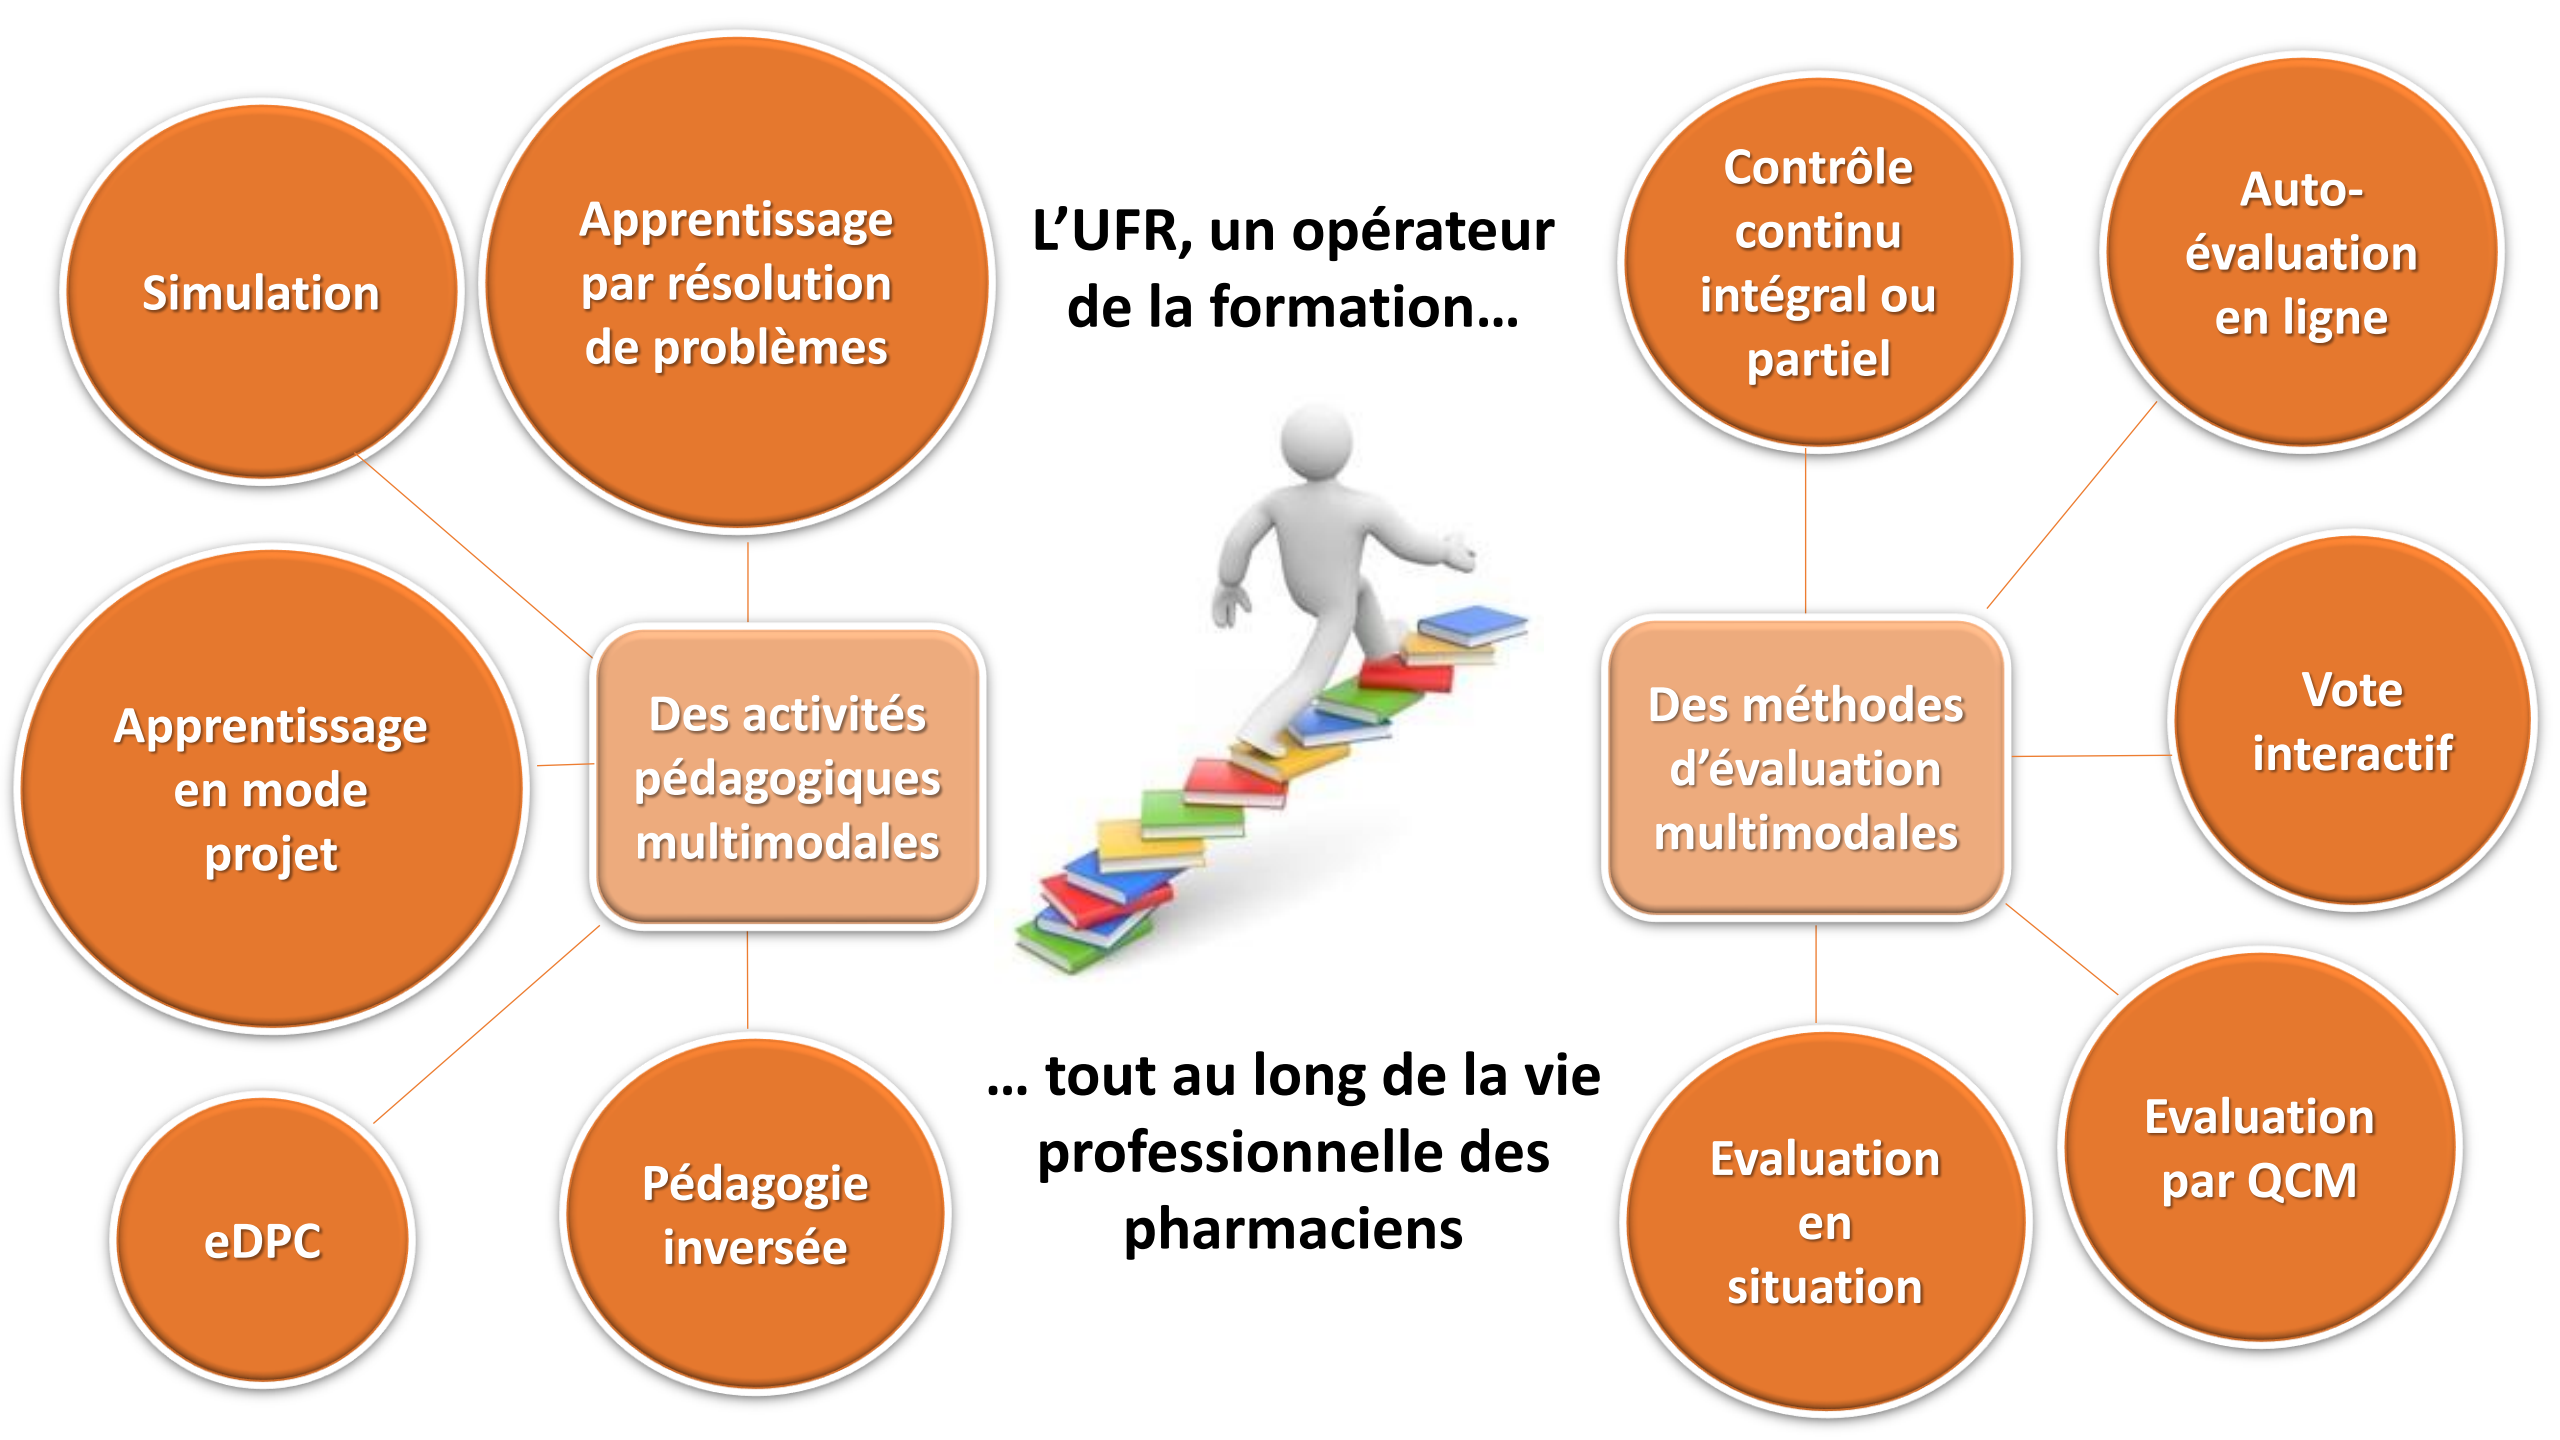 Simulation
Apprentissage
par résolution
de problèmes
Apprentissage
en mode
projet
Des activités
pédagogiques
multimodales
eDPC
Pédagogie
inversée
L’UFR, un opérateur
de la formation…
… tout au long de la vie
professionnelle des
pharmaciens
Contrôle
continu
intégral ou
partiel
Auto-
évaluation
en ligne
Des méthodes
d’évaluation
multimodales
Vote
interactif
Evaluation
en
situation
Evaluation
par QCM